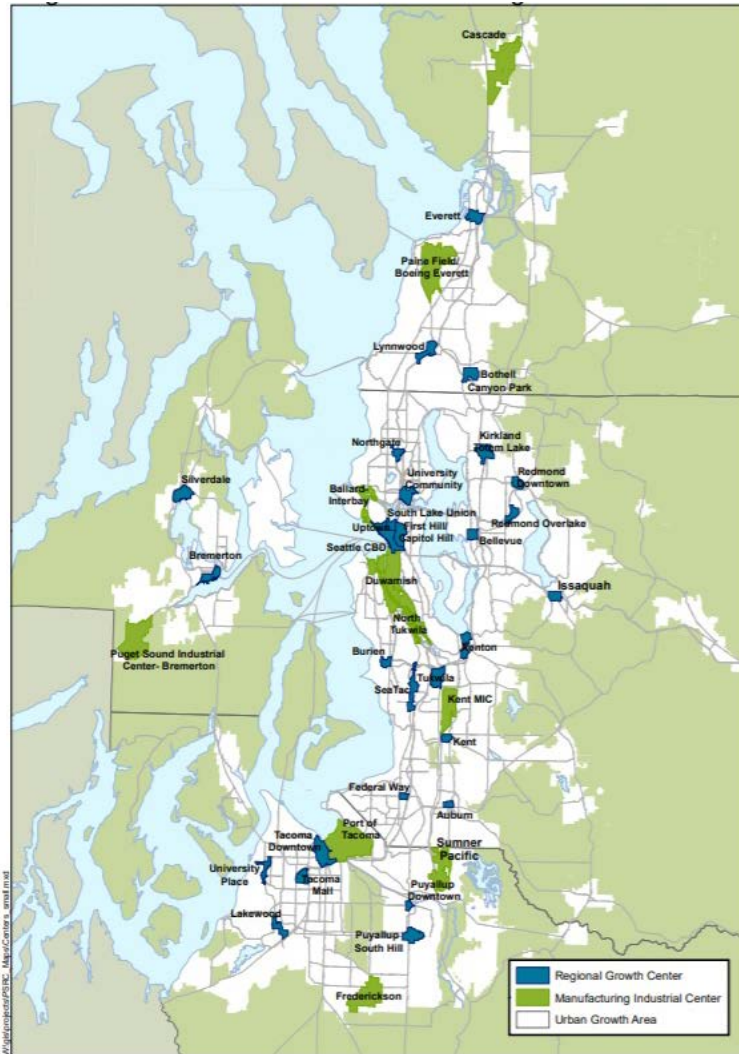 Cascade
Everett
Paine Field/
Boeing Everett
Lynnwood
Bothell
Canyon Park
Northgate
Kirkland
Totem Lake
Silverdale
University
Community
Redmond
Downtown
Ballard-
Interbay
South Lake Union
Uptown
First Hill/
Capitol Hill
Redmond Overlake
Seattle CBD
Bellevue
Bremerton
Duwamish
Issaquah
North
Tukwila
Puget Sound Industrial
Center- Bremerton
Burien
Renton
SeaTac
Tukwila
Kent MIC
Kent
Federal Way
Auburn
Port of
Tacoma
Tacoma
Downtown
Sumner
Pacific
University
Place
Tacoma
Mall
Puyallup
Downtown
Lakewood
Puyallup
South Hill
Frederickson
Regional Growth Center
Manufacturing Industrial Center
Urban Growth Area